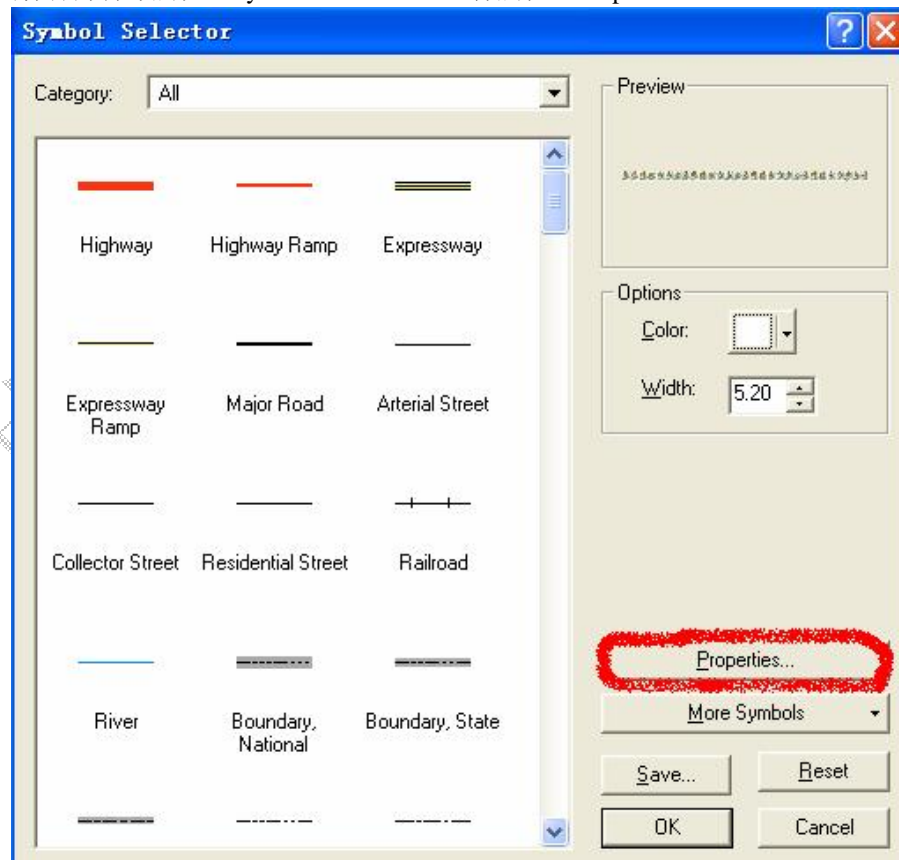 Symbol Selector
Category: All
Highway Highway Ramp Expressway
Expressway Ramp
Major Road
Arterial Street
Collector Street Residential Street Railroad
River
Boundary, National
Boundary, State
Preview
Options
Color:
Width: 5.20
Properties...
More Symbols
Save... Reset
OK Cancel